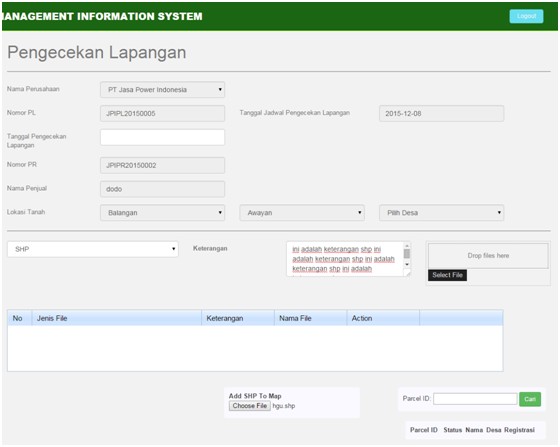 MANAGEMENT INFORMATION SYSTEM Logout
Pengecekan Lapangan
Nama Perusahaan PT Jasa Power Indonesia
Nomor PL JPIPL20150005 Tanggal Jadwal Pengecekan Lapangan 2015-12-08
Tanggal Pengecekan
Lapangan
Nomor PR JPIPR20150002
Nama Penjual dodo
Lokasi Tanah Balangan Awayan Pilih Desa
SHP Keterangan
ini adalah keterangan shp ini
adalah keterangan shp ini adalah
keterangan shp ini adalah
Drop files here
Select File
No Jenis File Keterangan Nama File Action
Add SHP To Map
Choose File hgu.shp
Parcel ID: Cari
Parcel ID Status Nama Desa Registrasi